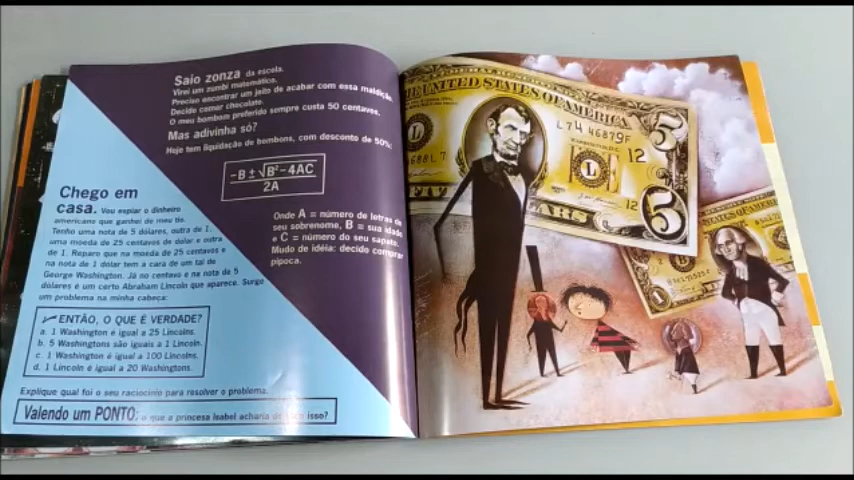 Saio zonza da escola.
Virei um zumbi matemático.
Preciso encontrar um jeito de acabar com essa maldição.
Decido comer chocolate.
O meu bombom preferido sempre custa 50 centavos.
Mas adivinha só?
Hoje tem liquidação de bombons, com desconto de 50%:
-B ± √B²-4AC
2A
Onde A = número de letras de
seu sobrenome, B = sua idade
e C = número do seu sapato.
Mudo de idéia: decido comprar
pipoca.
Chego em
casa. Vou espiar o dinheiro
americano que ganhei de meu tio.
Tenho uma nota de 5 dólares, outra de 1,
uma moeda de 25 centavos de dólar e outra
de 1. Reparo que na moeda de 25 centavos e
na nota de 1 dólar tem a cara de um tal de
George Washington. Já no centavo e na nota de 5
dólares é um certo Abraham Lincoln que aparece. Surge
um problema na minha cabeça:
ENTÃO, O QUE É VERDADE?
a. 1 Washington é igual a 25 Lincolns.
b. 5 Washingtons são iguais a 1 Lincoln.
c. 1 Washington é igual a 100 Lincolns.
d. 1 Lincoln é igual a 20 Washingtons.
Explique qual foi o seu raciocínio para resolver o problema.
Valendo um PONTO: o que a princesa Isabel acharia de isso?
UNITED STATES OF AMERICA
L74 46879F
12
L
L
12
5
5
FIVE
1